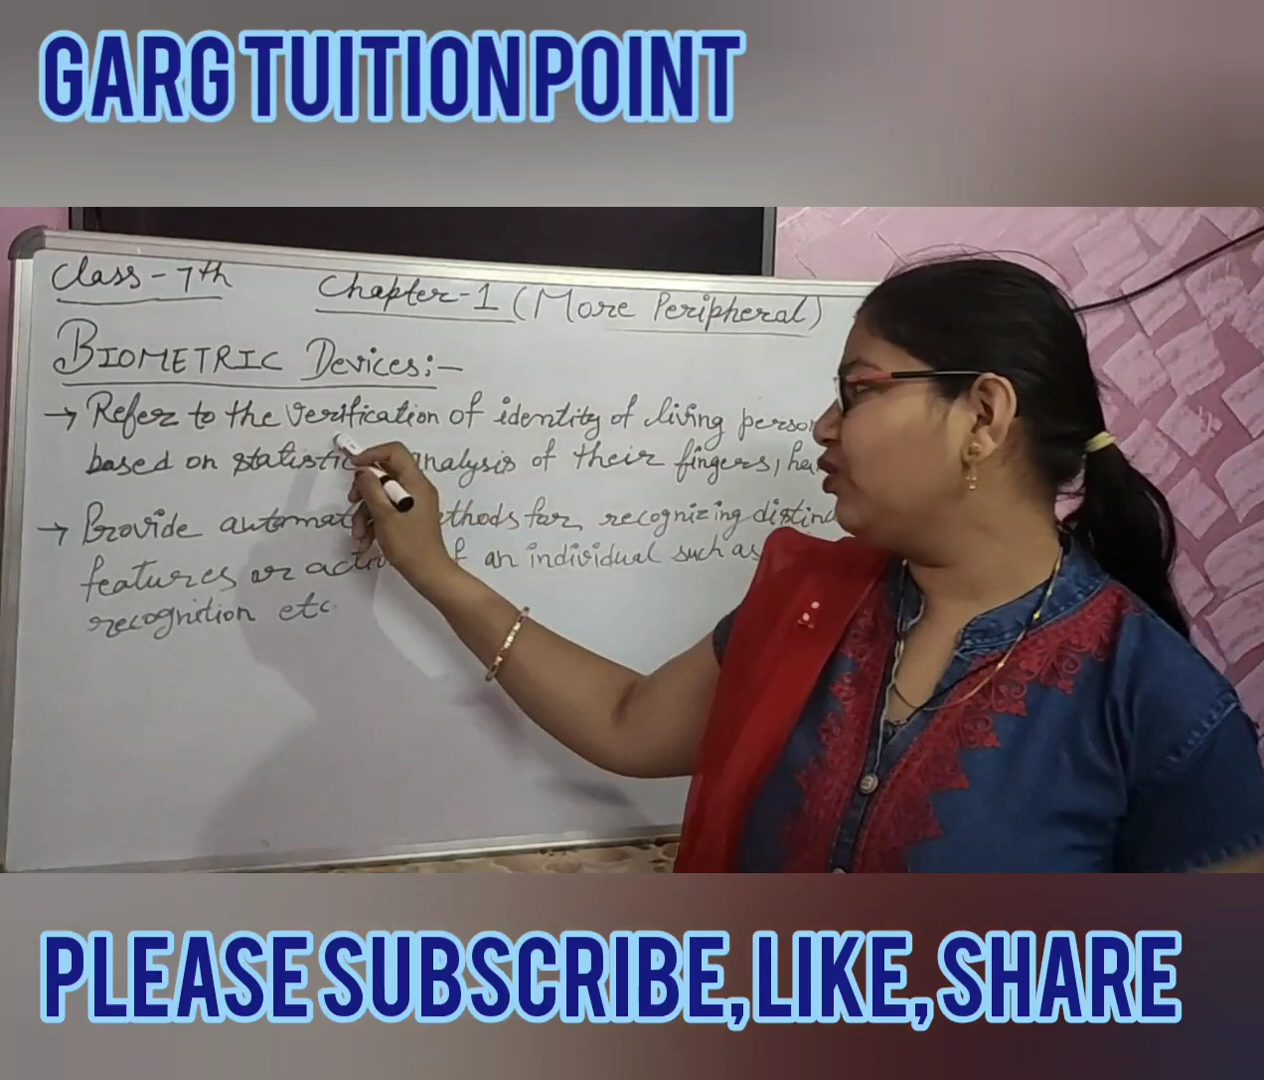 GARG TUITION POINT
Class - 7th
Chapter-1 (More Peripheral)
BIOMETRIC Devices:-
→ Refer to the verification of identity of living
based on analysis of their fingers,
→ Provide for recognizing
features or of an individual such as
recognition etc.
PLEASE SUBSCRIBE, LIKE, SHARE